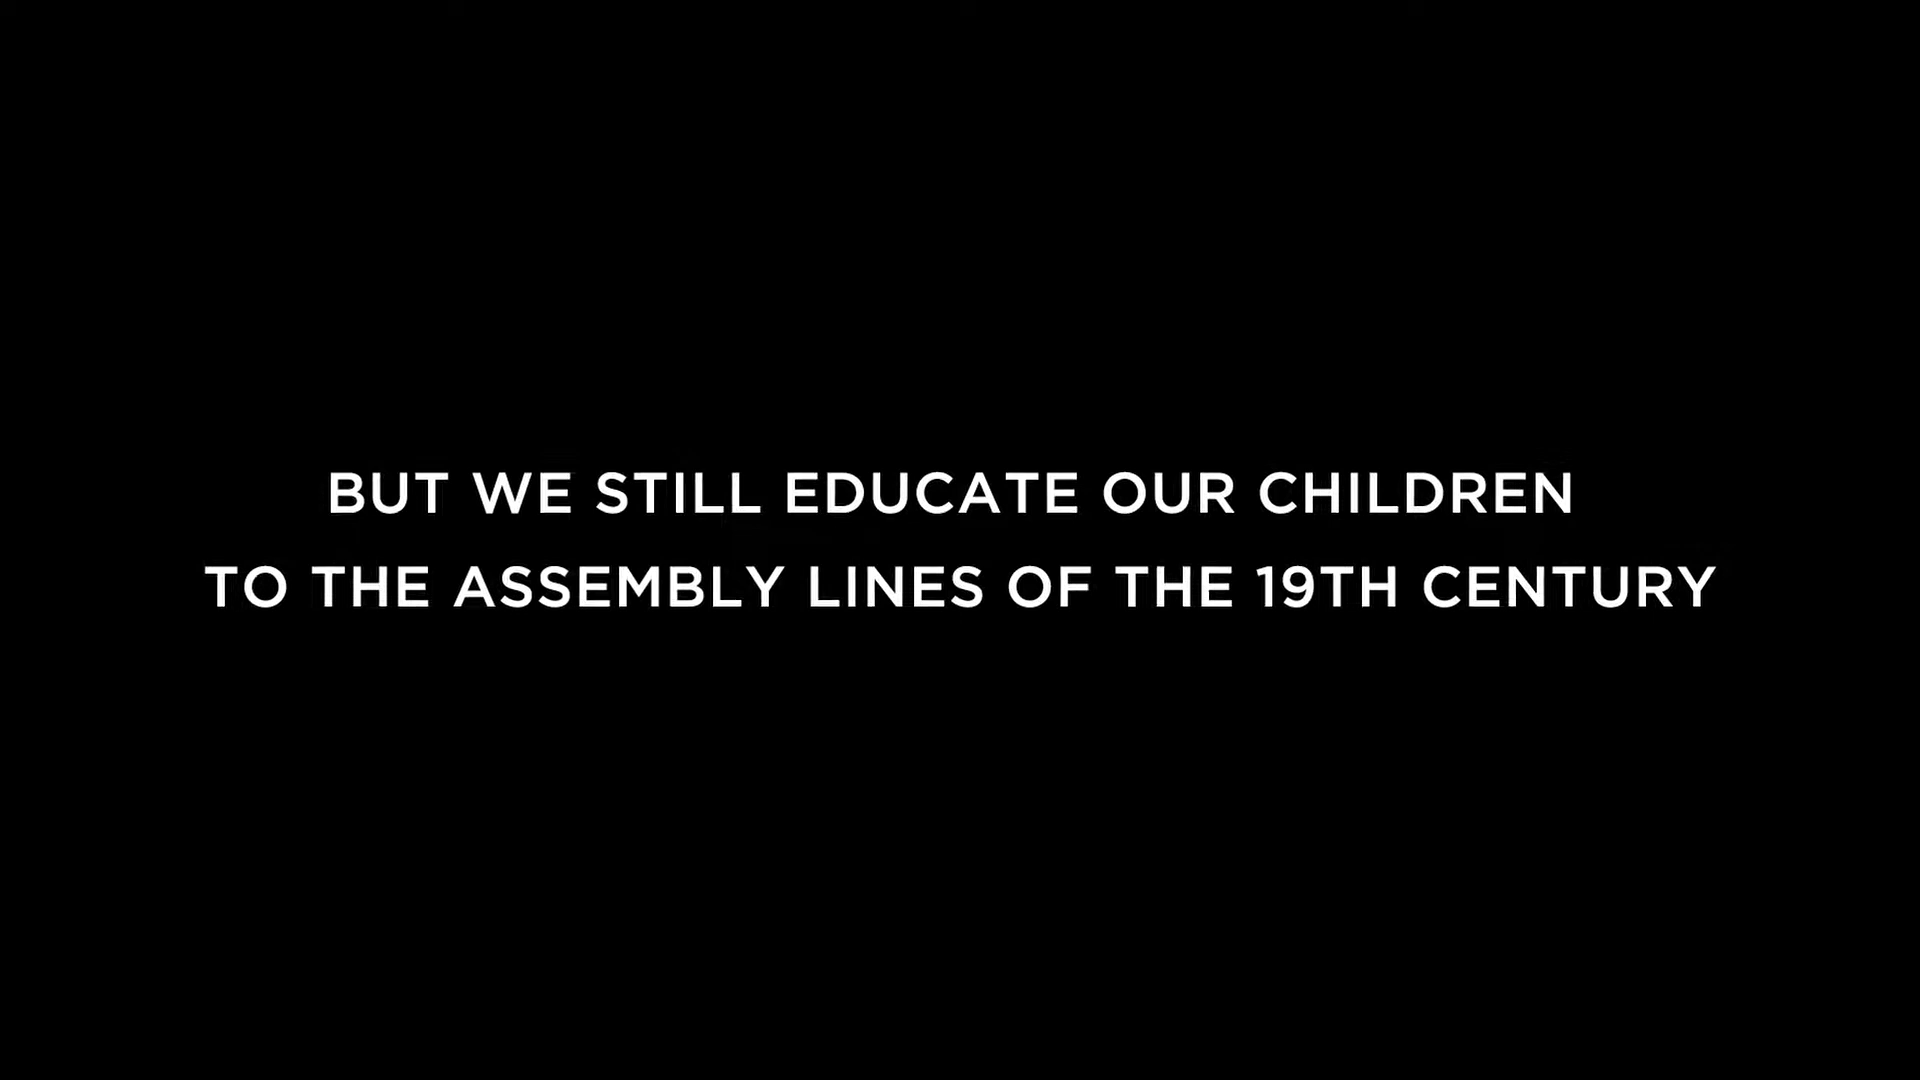 BUT WE STILL EDUCATE OUR CHILDREN
TO THE ASSEMBLY LINES OF THE 19TH CENTURY